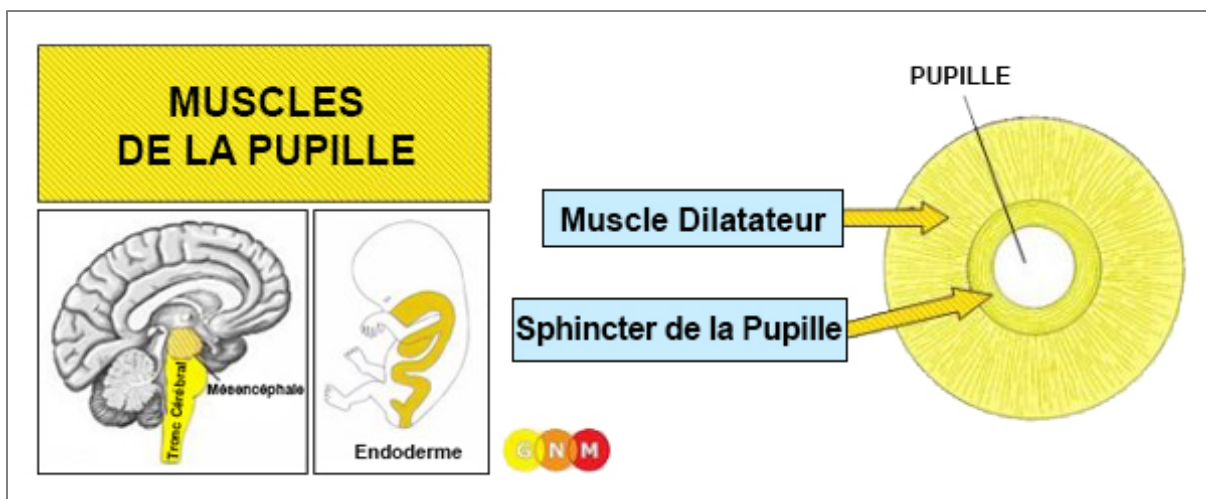 MUSCLES
DE LA PUPILLE
Mésencéphale
Tronc Cérébral
Endoderme
G N M
PUPILLE
Muscle Dilatateur
Sphincter de la Pupille